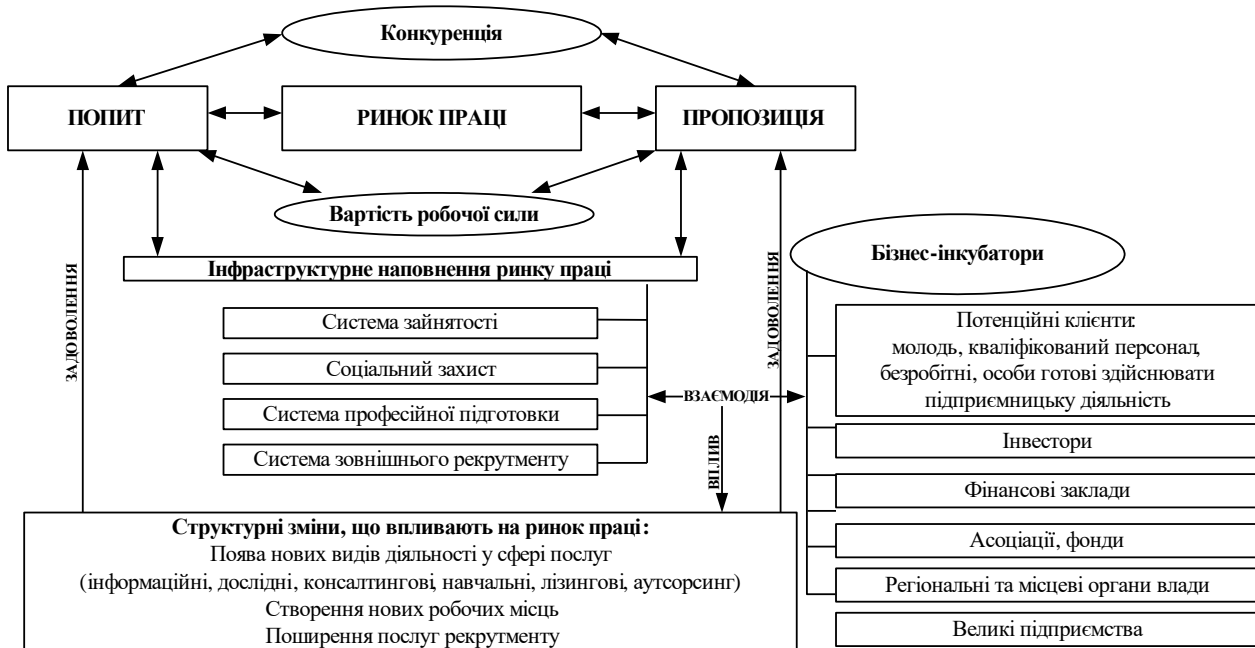 Конкуренція
ПОПИТ
РИНОК ПРАЦІ
ПРОПОЗИЦІЯ
Вартість робочої сили
Інфраструктурне наповнення ринку праці
Бізнес-інкубатори
ЗАДОВОЛЕННЯ
ЗАДОВОЛЕННЯ
Система зайнятості
Соціальний захист
Система професійної підготовки
Система зовнішнього рекрутменту
ВЗАЄМОДІЯ
ВПЛИВ
Потенційні клієнти:
молодь, кваліфікований персонал,
безробітні, особи готові здійснювати
підприємницьку діяльність
Інвестори
Фінансові заклади
Асоціації, фонди
Регіональні та місцеві органи влади
Великі підприємства
Структурні зміни, що впливають на ринок праці:
Поява нових видів діяльності у сфері послуг
(інформаційні, дослідні, консалтингові, навчальні, лізингові, аутсорсинг)
Створення нових робочих місць
Поширення послуг рекрутменту